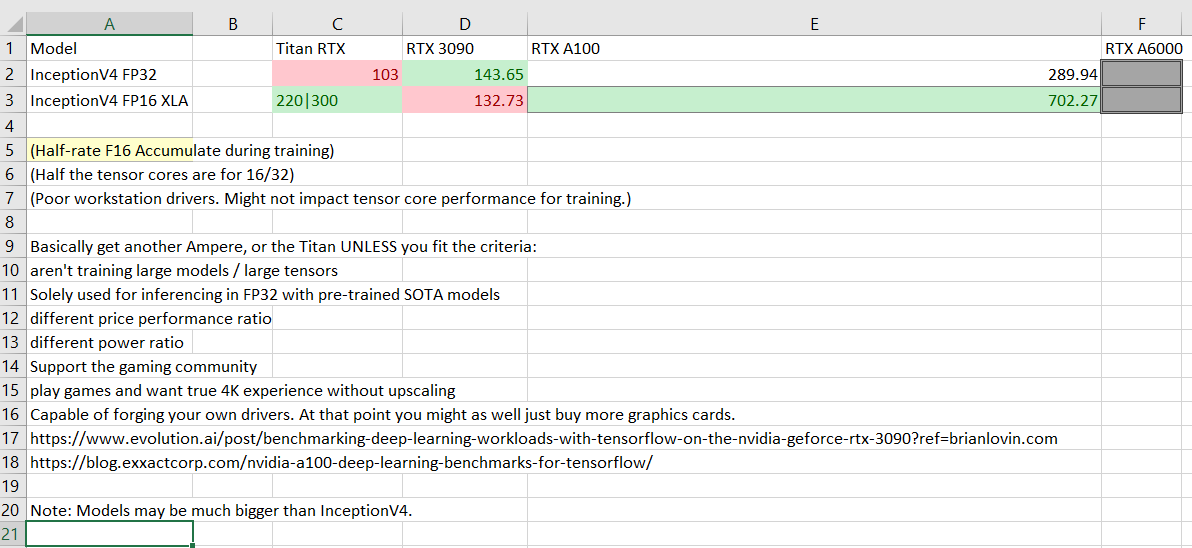 A B C D E F
1 Model Titan RTX RTX 3090 RTX A100 RTX A6000
2 InceptionV4 FP32 103 143.65 289.94
3 InceptionV4 FP16 XLA 220|300 132.73 702.27
4
5 (Half-rate F16 Accumulate during training)
6 (Half the tensor cores are for 16/32)
7 (Poor workstation drivers. Might not impact tensor core performance for training.)
8
9 Basically get another Ampere, or the Titan UNLESS you fit the criteria:
10 aren't training large models / large tensors
11 Solely used for inferencing in FP32 with pre-trained SOTA models
12 different price performance ratio
13 different power ratio
14 Support the gaming community
15 play games and want true 4K experience without upscaling
16 Capable of forging your own drivers. At that point you might as well just buy more graphics cards.
17 https://www.evolution.ai/post/benchmarking-deep-learning-workloads-with-tensorflow-on-the-nvidia-geforce-rtx-3090?ref=brianlovin.com
18 https://blog.exxactcorp.com/nvidia-a100-deep-learning-benchmarks-for-tensorflow/
19
20 Note: Models may be much bigger than InceptionV4.
21